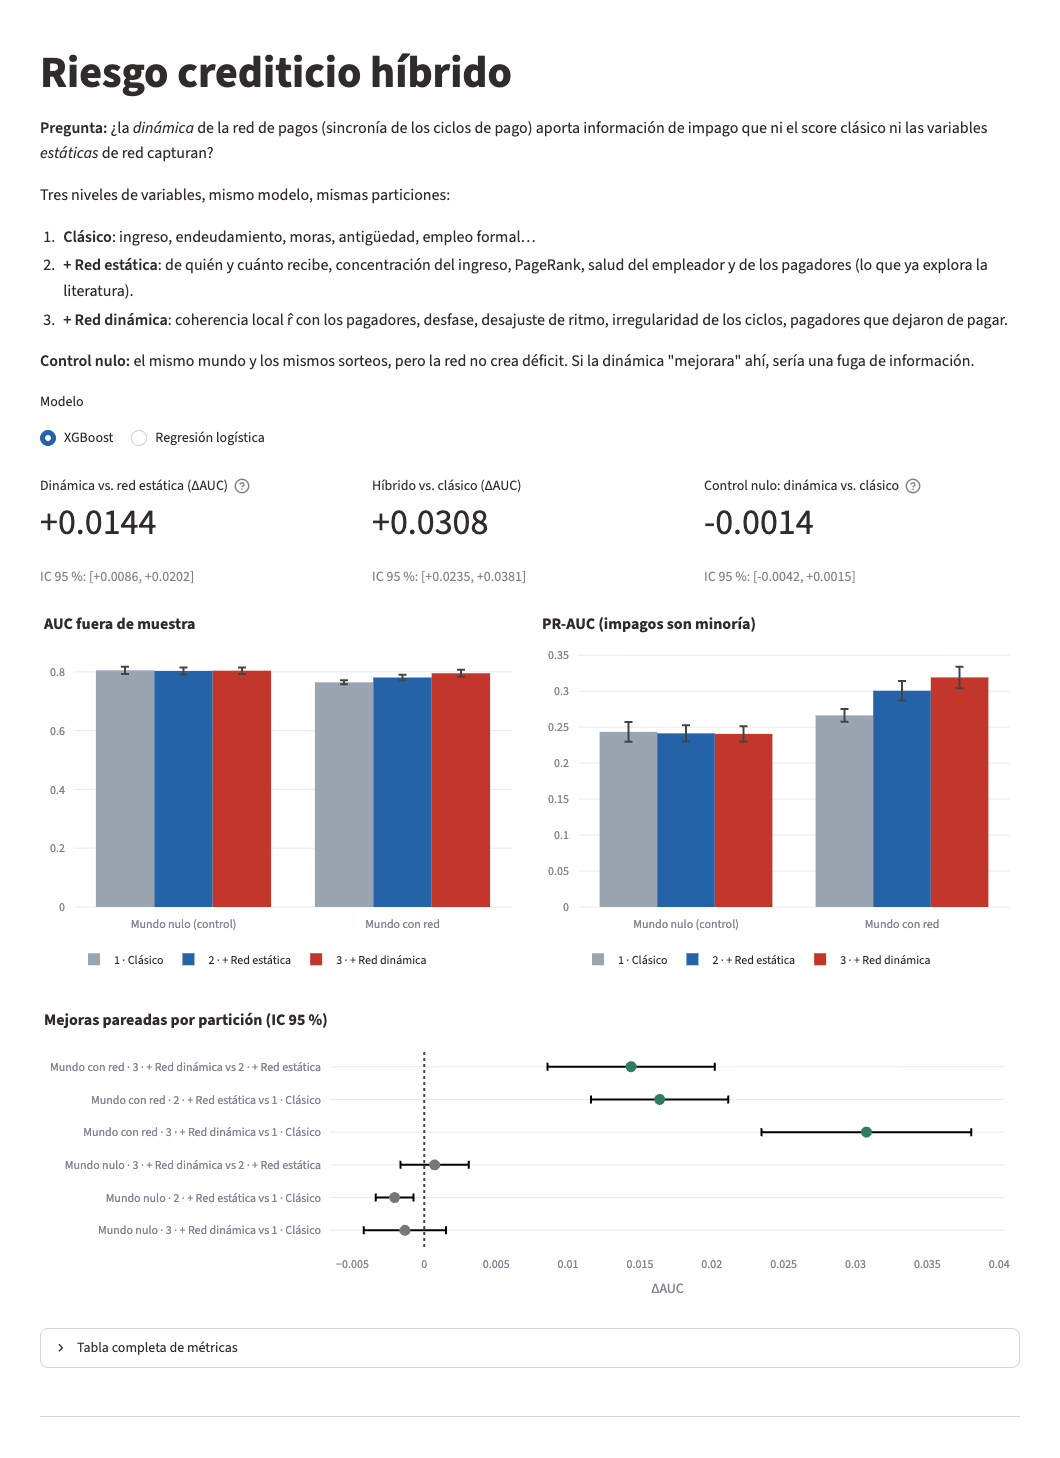 Riesgo crediticio híbrido
Pregunta: ¿la dinámica de la red de pagos (sincronía de los ciclos de pago) aporta información de impago que ni el score clásico ni las variables
estáticas de red capturan?
Tres niveles de variables, mismo modelo, mismas particiones:
1. Clásico: ingreso, endeudamiento, moras, antigüedad, empleo formal…
2. + Red estática: de quién y cuánto recibe, concentración del ingreso, PageRank, salud del empleador y de los pagadores (lo que ya explora la
literatura).
3. + Red dinámica: coherencia local r̂ con los pagadores, desfase, desajuste de ritmo, irregularidad de los ciclos, pagadores que dejaron de pagar.
Control nulo: el mismo mundo y los mismos sorteos, pero la red no crea déficit. Si la dinámica "mejorara" ahí, sería una fuga de información.
Modelo
XGBoost Regresión logística
Dinámica vs. red estática (ΔAUC) ?
+0.0144
IC 95 %: [+0.0086, +0.0202]
Híbrido vs. clásico (ΔAUC)
+0.0308
IC 95 %: [+0.0235, +0.0381]
Control nulo: dinámica vs. clásico ?
-0.0014
IC 95 %: [-0.0042, +0.0015]
AUC fuera de muestra
0.8
0.6
0.4
0.2
0
Mundo nulo (control) Mundo con red
1 · Clásico 2 · + Red estática 3 · + Red dinámica
PR-AUC (impagos son minoría)
0.35
0.3
0.25
0.2
0.15
0.1
0.05
0
Mundo nulo (control) Mundo con red
1 · Clásico 2 · + Red estática 3 · + Red dinámica
Mejoras pareadas por partición (IC 95 %)
Mundo con red · 3 · + Red dinámica vs 2 · + Red estática
Mundo con red · 2 · + Red estática vs 1 · Clásico
Mundo con red · 3 · + Red dinámica vs 1 · Clásico
Mundo nulo · 3 · + Red dinámica vs 2 · + Red estática
Mundo nulo · 2 · + Red estática vs 1 · Clásico
Mundo nulo · 3 · + Red dinámica vs 1 · Clásico
−0.005 0 0.005 0.01 0.015 0.02 0.025 0.03 0.035 0.04
ΔAUC
Tabla completa de métricas